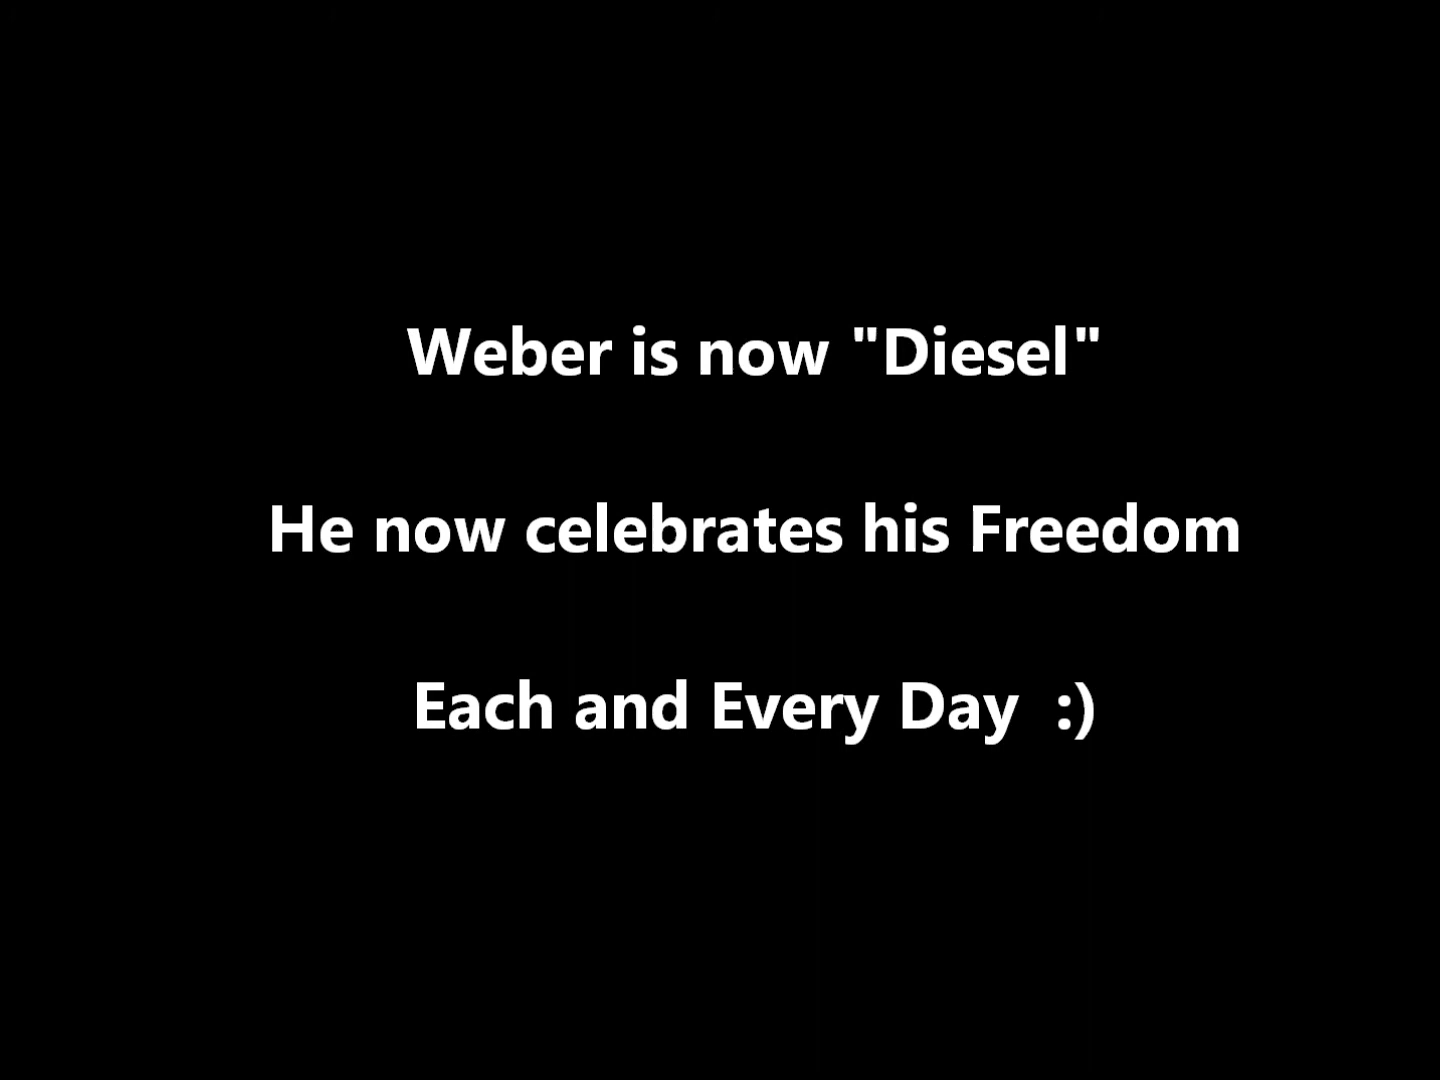 Weber is now "Diesel"
He now celebrates his Freedom
Each and Every Day  :)